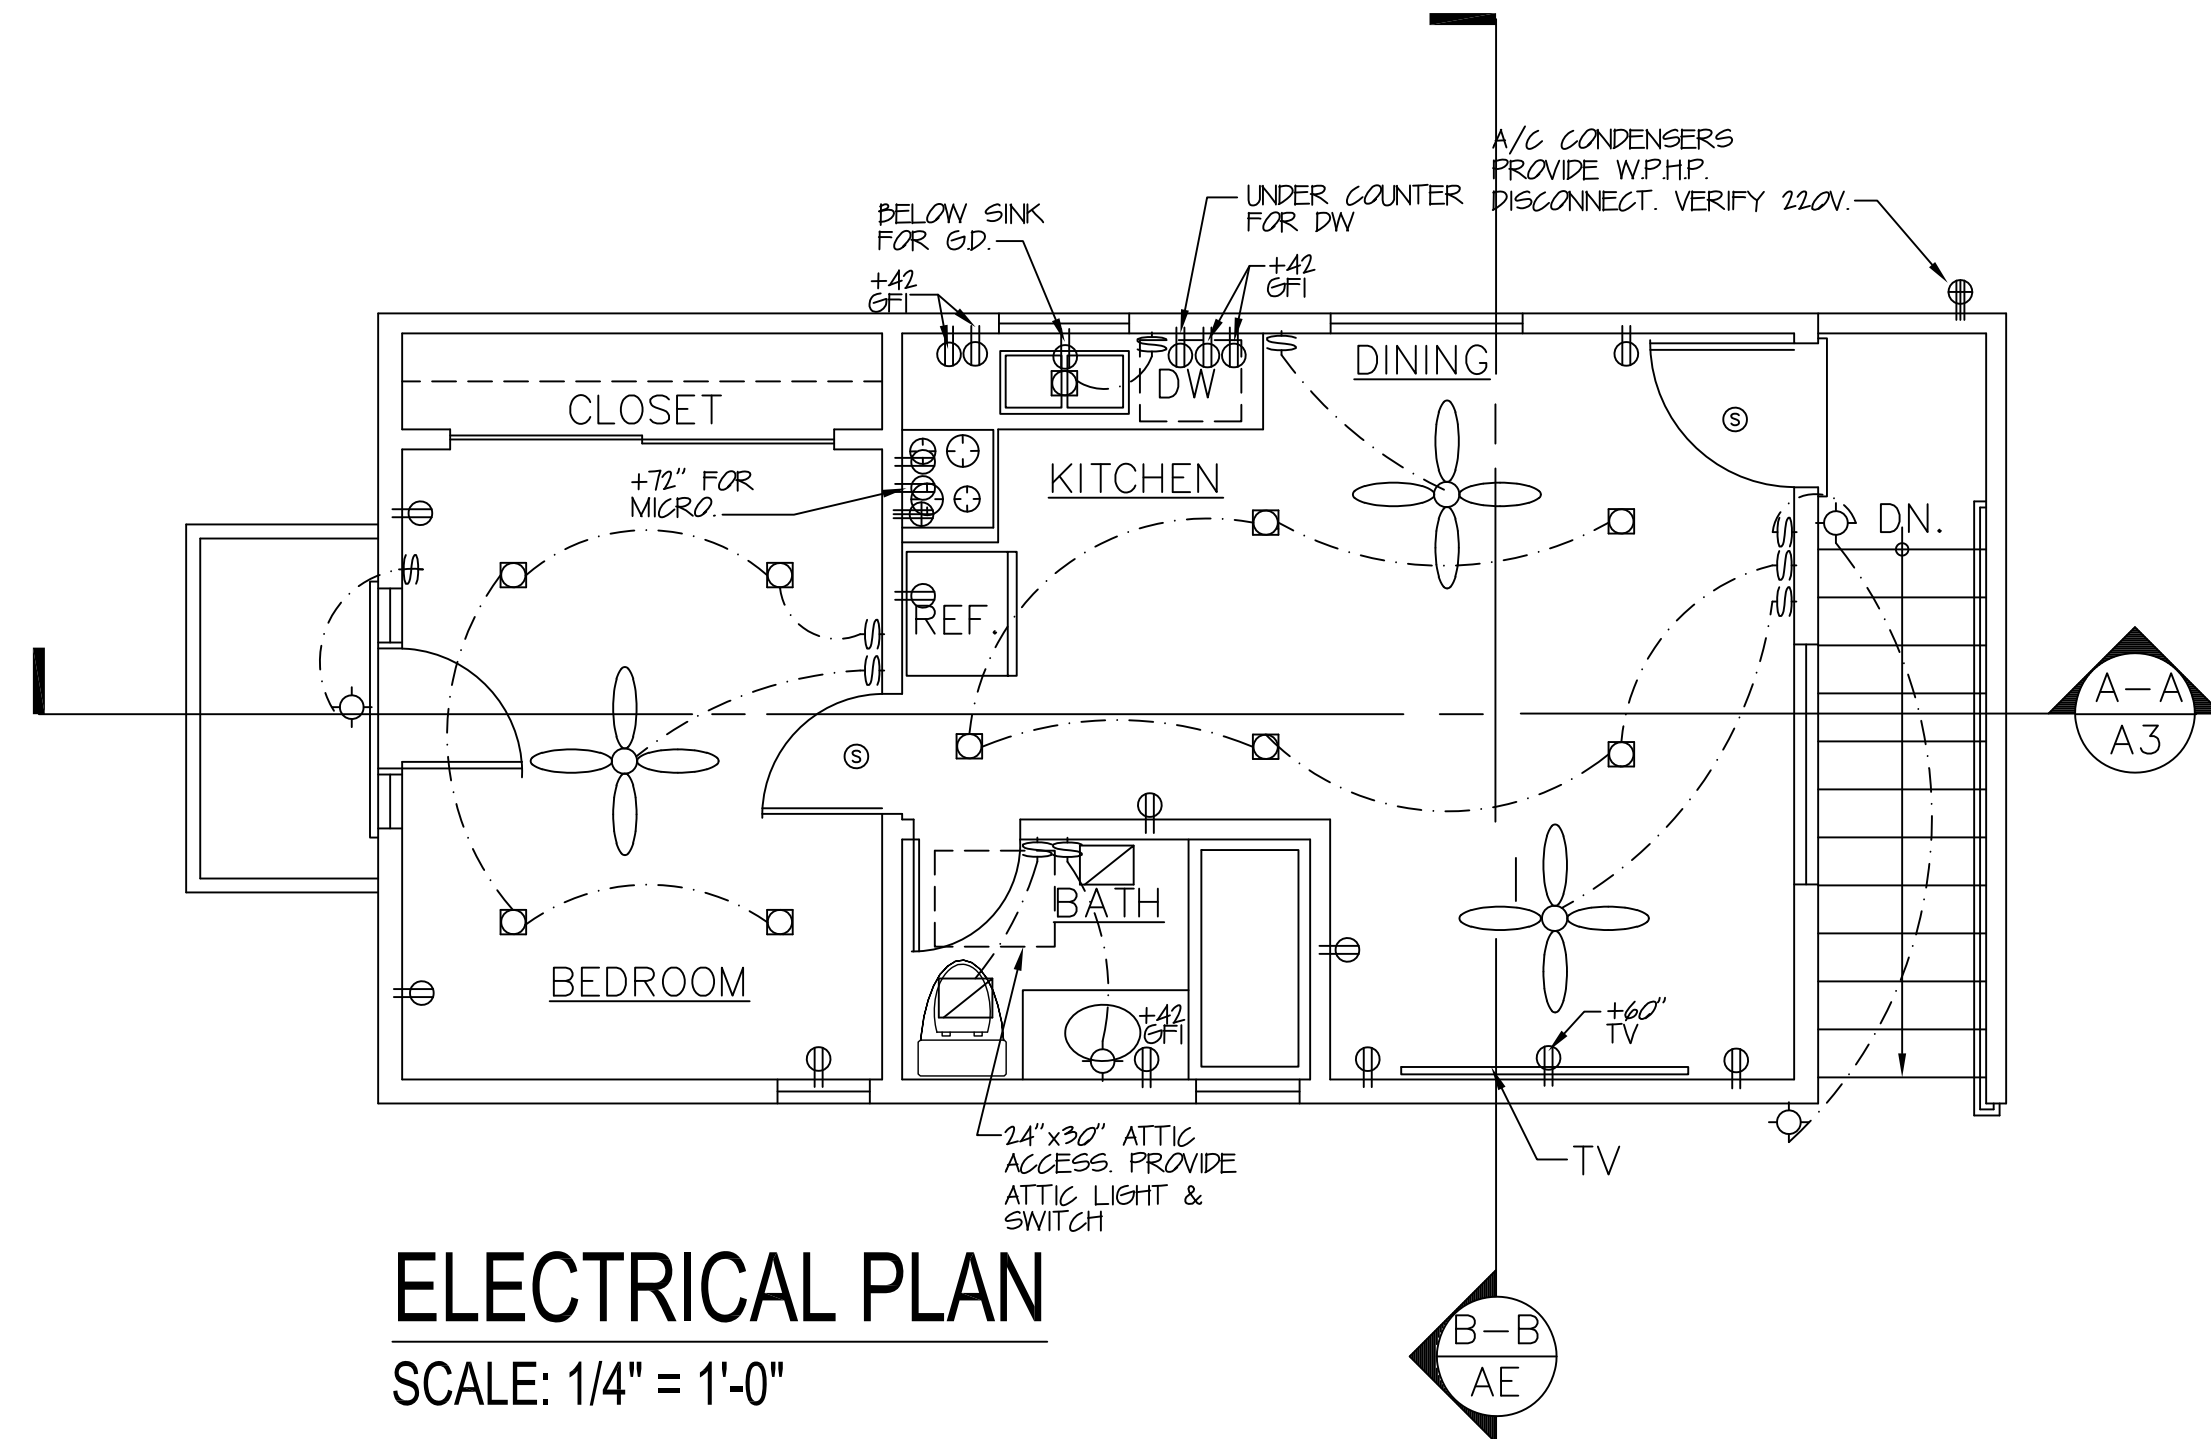 A/C CONDENSERS
PROVIDE W.P.H.P.
DISCONNECT. VERIFY 220V.
UNDER COUNTER
FOR DW
BELOW SINK
FOR G.D.
+42
GFI
+42
GFI
DINING
DW
CLOSET
S
KITCHEN
+72" FOR
MICRO.
DN.
REF.
A-A
A3
S
BATH
BEDROOM
+42
GFI
+60"
TV
24"x30" ATTIC
ACCESS. PROVIDE
ATTIC LIGHT &
SWITCH
TV
ELECTRICAL PLAN
SCALE: 1/4" = 1'-0"
B-B
AE